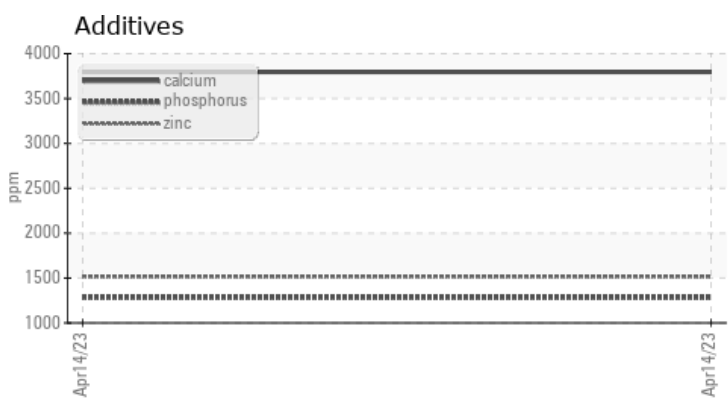 Additives
4000
3500
3000
2500
2000
1500
1000
ppm
calcium
phosphorus
zinc
Apr14/23
Apr14/23